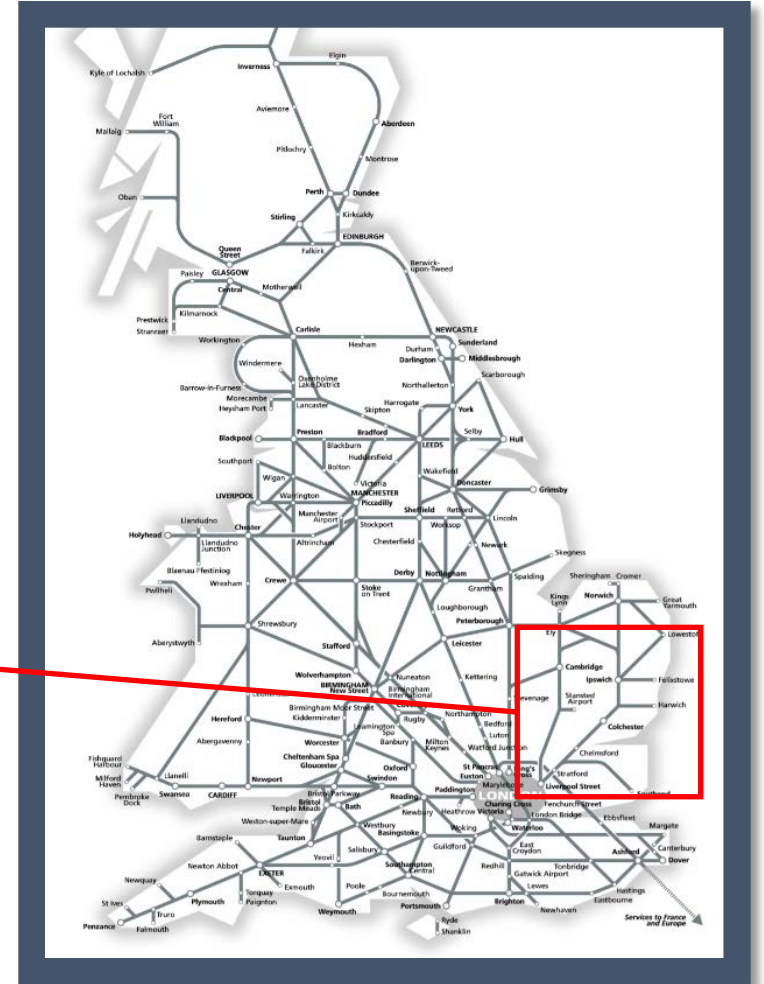 Elgin
Inverness
Kyle of Lochalsh
Aviemore
Fort
William
Mallaig
Aberdeen
Pitlochry
Montrose
Perth
Dundee
Oban
Stirling
Kirkcaldy
EDINBURGH
Queen
Street
Falkirk
Berwick-
upon-Tweed
Paisley
GLASGOW
Central
Motherwell
Kilmarnock
Prestwick
Stranraer
Carlisle
NEWCASTLE
Workington
Hexham
Sunderland
Durham
Darlington
Middlesbrough
Windermere
Scarborough
Oxenholme
Lake District
Northallerton
Barrow-in-Furness
Morecambe
Heysham Port
Lancaster
Harrogate
York
Skipton
Blackpool
Preston
Bradford
Selby
Hull
Blackburn
LEEDS
Huddersfield
Southport
Bolton
Wakefield
Wigan
Victoria
Doncaster
MANCHESTER
Piccadilly
Grimsby
LIVERPOOL
Warrington
Manchester
Airport
Sheffield
Retford
Llandudno
Stockport
Worksop
Lincoln
Holyhead
Chester
Llandudno
Junction
Altrincham
Chesterfield
Newark
Skegness
Blaenau Ffestiniog
Derby
Nottingham
Pwllheli
Wrexham
Crewe
Stoke
on Trent
Grantham
Spalding
Sheringham
Cromer
Kings
Lynn
Norwich
Great
Yarmouth
Loughborough
Peterborough
Shrewsbury
Ely
Lowestof
Aberystwyth
Stafford
Leicester
Cambridge
Wolverhampton
Nuneaton
Kettering
Ipswich
Felixstowe
BIRMINGHAM
New Street
Birmingham
International
Stansted
Airport
evenage
Birmingham Moor Street
Harwich
Kidderminster
Rugby
Northampton
Hereford
Leamington
Spa
Bedford
Colchester
Worcester
Banbury
Milton
Keynes
Luton
Abergavenny
Chelmsford
Cheltenham Spa
Gloucester
Watford Junction
Fishguard
Harbour
Oxford
St Pancras
King's
Cross
Stratford
Milford
Haven
Llanelli
Newport
Swindon
Euston
Marylebone
Liverpool Street
Southend
Pembroke
Dock
Swansea
CARDIFF
Bristol Parkway
Reading
Paddington
LONDON
Bristol
Temple Meads
Bath
Charing Cross
Fenchurch Street
Newbury
Heathrow
Victoria
London Bridge
Ebbsfleet
Weston-super-Mare
Waterloo
Margate
Westbury
Basingstoke
Woking
Barnstaple
Taunton
East
Croydon
Canterbury
Salisbury
Guildford
Ashford
Dover
Yeovil
Newton Abbot
Southampton
Central
Redhill
Tonbridge
EXETER
Gatwick Airport
Newquay
Exmouth
Poole
Lewes
Hastings
Torquay
Paignton
Bournemouth
Eastbourne
St Ives
Plymouth
Weymouth
Portsmouth
Brighton
Newhaven
Truro
Penzance
Falmouth
Ryde
Shanklin
Services to France
and Europe